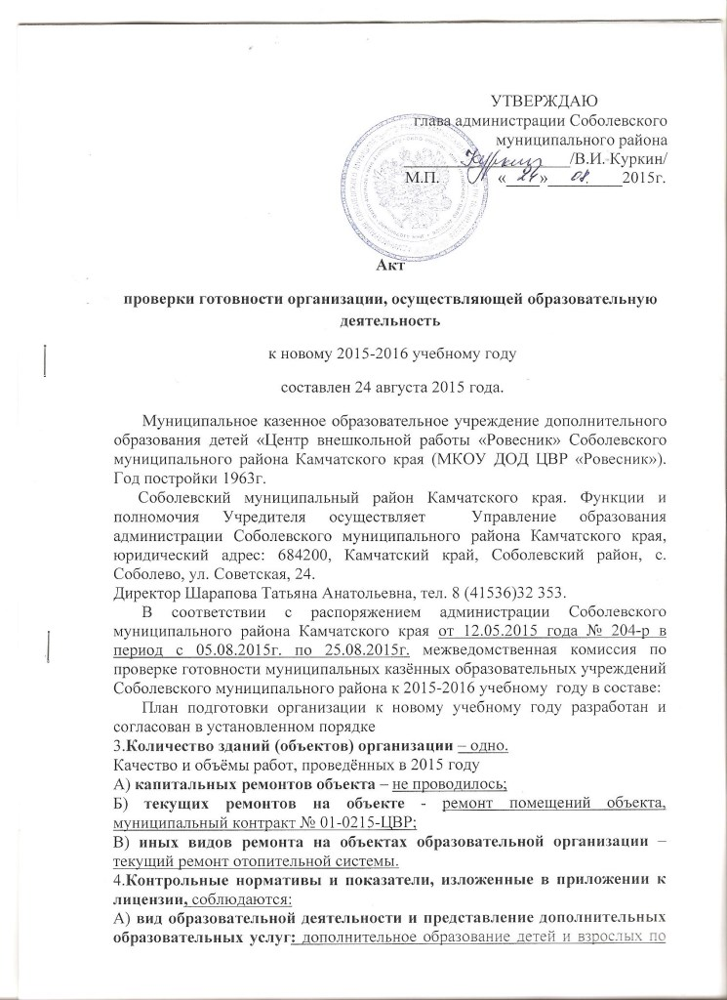 УТВЕРЖДАЮ
глава администрации Соболевского
муниципального района
/В.И. Куркин/
М.П. « 24 » 08. 2015г.
Акт
проверки готовности организации, осуществляющей образовательную
деятельность
к новому 2015-2016 учебному году
составлен 24 августа 2015 года.
Муниципальное казенное образовательное учреждение дополнительного
образования детей «Центр внешкольной работы «Ровесник» Соболевского
муниципального района Камчатского края (МКОУ ДОД ЦВР «Ровесник»).
Год постройки 1963г.
Соболевский муниципальный район Камчатского края. Функции и
полномочия Учредителя осуществляет Управление образования
администрации Соболевского муниципального района Камчатского края,
юридический адрес: 684200, Камчатский край, Соболевский район, с.
Соболево, ул. Советская, 24.
Директор Шарапова Татьяна Анатольевна, тел. 8 (41536)32 353.
В соответствии с распоряжением администрации Соболевского
муниципального района Камчатского края от 12.05.2015 года № 204-р в
период с 05.08.2015г. по 25.08.2015г. межведомственная комиссия по
проверке готовности муниципальных казённых образовательных учреждений
Соболевского муниципального района к 2015-2016 учебному году в составе:
План подготовки организации к новому учебному году разработан и
согласован в установленном порядке
3.Количество зданий (объектов) организации – одно.
Качество и объёмы работ, проведённых в 2015 году
А) капитальных ремонтов объекта – не проводилось;
Б) текущих ремонтов на объекте - ремонт помещений объекта,
муниципальный контракт № 01-0215-ЦВР;
В) иных видов ремонта на объектах образовательной организации –
текущий ремонт отопительной системы.
4.Контрольные нормативы и показатели, изложенные в приложении к
лицензии, соблюдаются:
А) вид образовательной деятельности и представление дополнительных
образовательных услуг: дополнительное образование детей и взрослых по